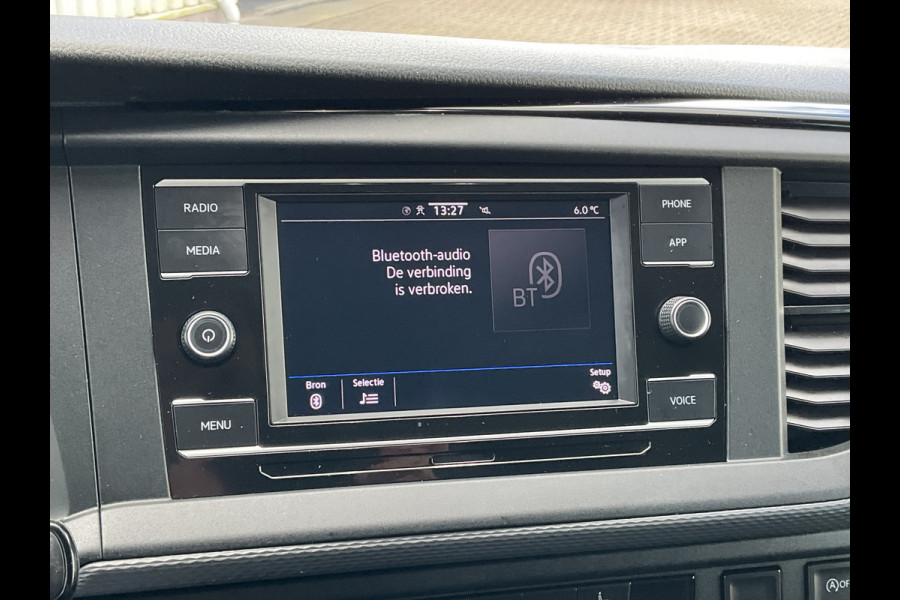 RADIO
MEDIA
MENU
13:27
6.0 °C
Bluetooth-audio
De verbinding
is verbroken.
BT
Bron
Selectie
Setup
PHONE
APP
VOICE